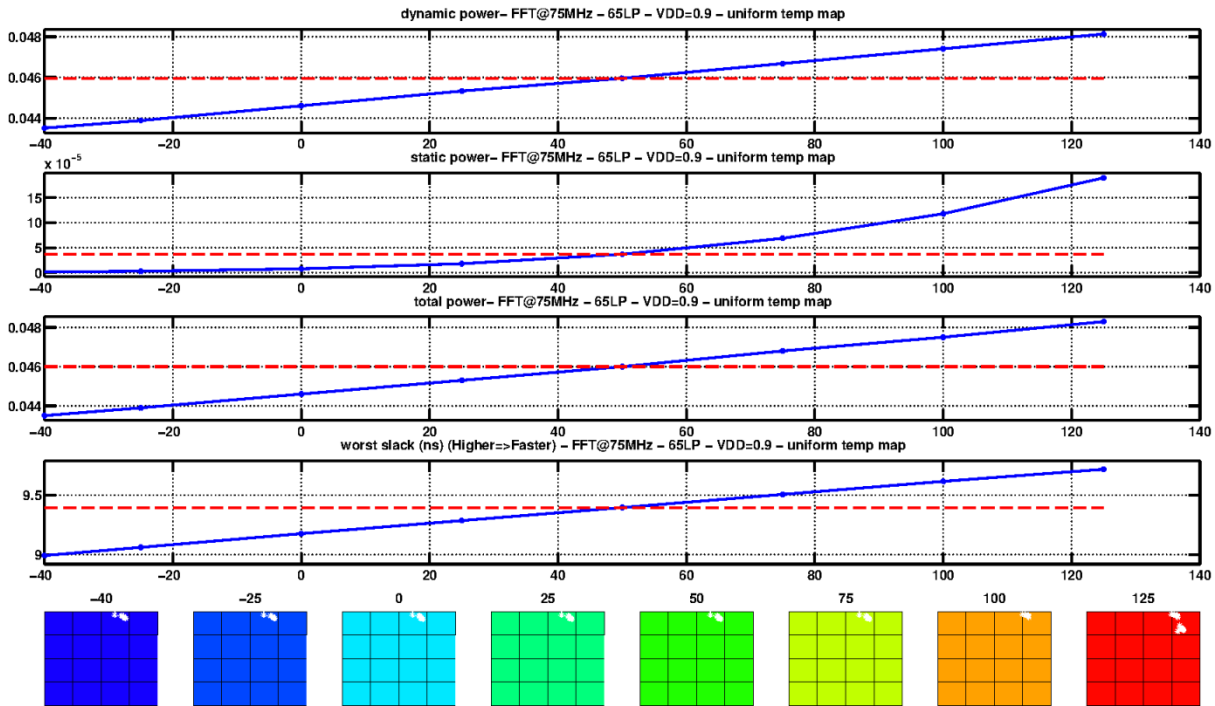 dynamic power– FFT@75MHz – 65LP – VDD=0.9 – uniform temp map
0.048
0.046
0.044
–40 –20 0 20 40 60 80 100 120 140
x 10 –5
static power– FFT@75MHz – 65LP – VDD=0.9 – uniform temp map
15
10
5
0
–40 –20 0 20 40 60 80 100 120 140
total power– FFT@75MHz – 65LP – VDD=0.9 – uniform temp map
0.048
0.046
0.044
–40 –20 0 20 40 60 80 100 120 140
worst slack (ns) (Higher=>Faster) – FFT@75MHz – 65LP – VDD=0.9 – uniform temp map
9.5
9
–40 –20 0 20 40 60 80 100 120 140
–40 –25 0 25 50 75 100 125